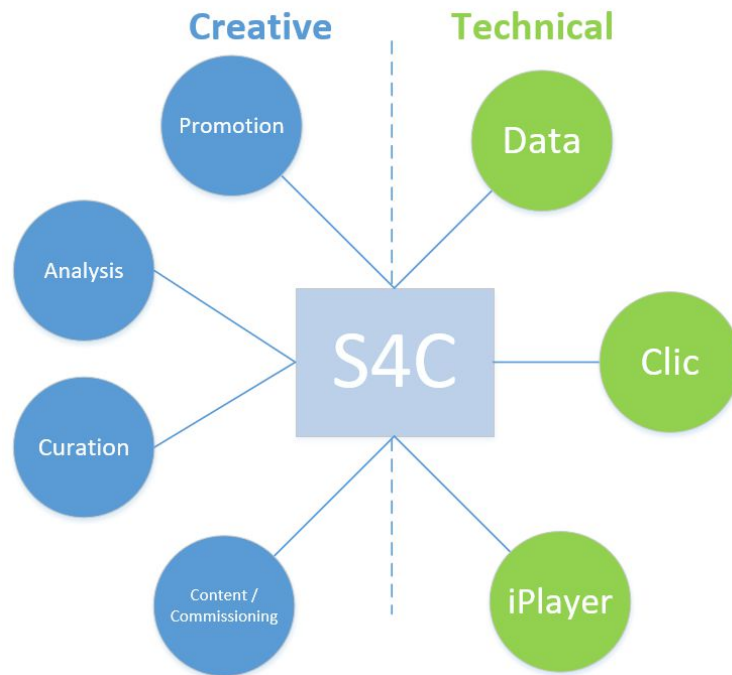 Creative
Technical
Promotion
Data
Analysis
S4C
Clic
Curation
Content /
Commissioning
iPlayer